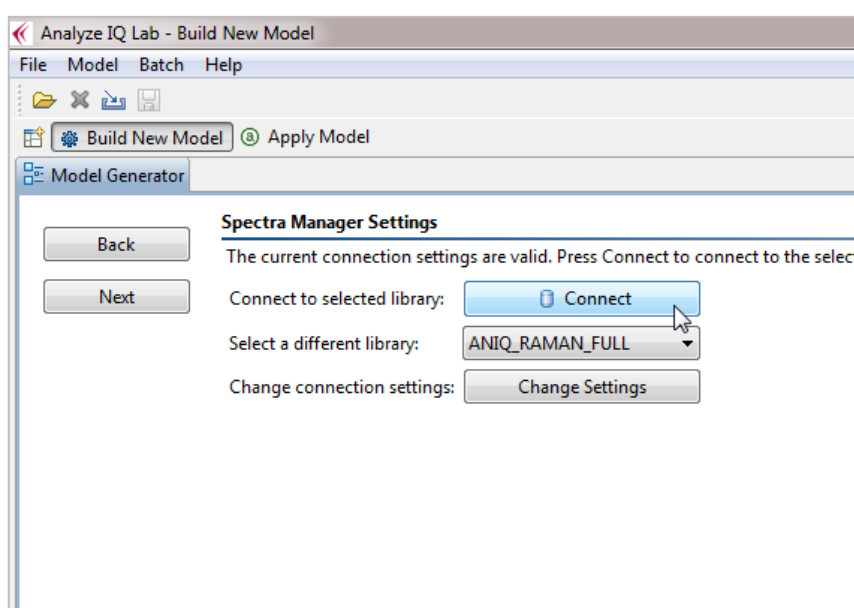 Analyze IQ Lab - Build New Model
File Model Batch Help
Build New Model Apply Model
Model Generator
Spectra Manager Settings
Back
The current connection settings are valid. Press Connect to connect to the selec
Next
Connect to selected library: Connect
Select a different library: ANIQ_RAMAN_FULL
Change connection settings: Change Settings